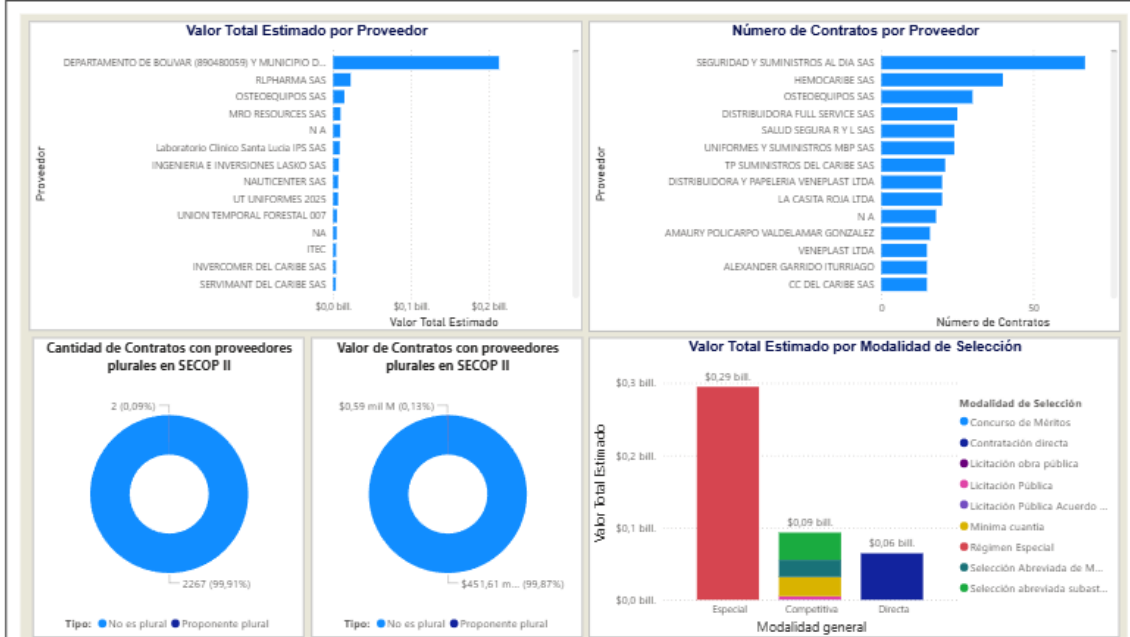 Valor Total Estimado por Proveedor
Proveedor
DEPARTAMENTO DE BOLIVAR (890480059) Y MUNICIPIO D...
RLPHARMA SAS
OSTEOEQUIPOS SAS
MRO RESOURCES SAS
N A
Laboratorio Clinico Santa Lucia IPS SAS
INGENIERIA E INVERSIONES LASKO SAS
NAUTICENTER SAS
UT UNIFORMES 2025
UNION TEMPORAL FORESTAL 007
NA
ITEC
INVERCOMER DEL CARIBE SAS
SERVIMANT DEL CARIBE SAS
$0,0 bill. $0,1 bill. $0,2 bill.
Valor Total Estimado
Número de Contratos por Proveedor
Proveedor
SEGURIDAD Y SUMINISTROS AL DIA SAS
HEMOCARIBE SAS
OSTEOEQUIPOS SAS
DISTRIBUIDORA FULL SERVICE SAS
SALUD SEGURA R Y L SAS
UNIFORMES Y SUMINISTROS MBP SAS
TP SUMINISTROS DEL CARIBE SAS
DISTRIBUIDORA Y PAPELERIA VENEPLAST LTDA
LA CASITA ROJA LTDA
N A
AMAURY POLICARPO VALDELAMAR GONZALEZ
VENEPLAST LTDA
ALEXANDER GARRIDO ITURRIAGO
CC DEL CARIBE SAS
0 50
Número de Contratos
Cantidad de Contratos con proveedores
plurales en SECOP II
2 (0,09%)
2267 (99,91%)
Tipo: No es plural Proponente plural
Valor de Contratos con proveedores
plurales en SECOP II
$0,59 mil M (0,13%)
$451,61 m... (99,87%)
Tipo: No es plural Proponente plural
Valor Total Estimado por Modalidad de Selección
Valor Total Estimado
$0,3 bill.
$0,2 bill.
$0,1 bill.
$0,0 bill.
$0,29 bill.
$0,09 bill.
$0,06 bill.
Especial Competitiva Directa
Modalidad general
Modalidad de Selección
Concurso de Méritos
Contratación directa
Licitación obra pública
Licitación Pública
Licitación Pública Acuerdo ...
Mínima cuantía
Régimen Especial
Selección Abreviada de M...
Selección abreviada subast...